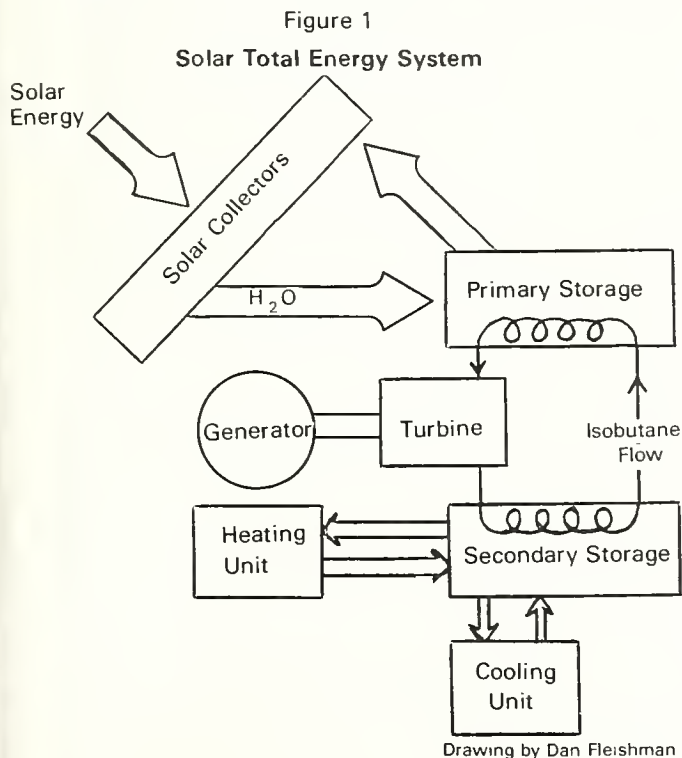 Figure 1
Solar Total Energy System
Solar
Energy
Solar Collectors
H2O
Primary Storage
Generator
Turbine
Isobutane
Flow
Heating
Unit
Secondary Storage
Cooling
Unit
Drawing by Dan Fleishman